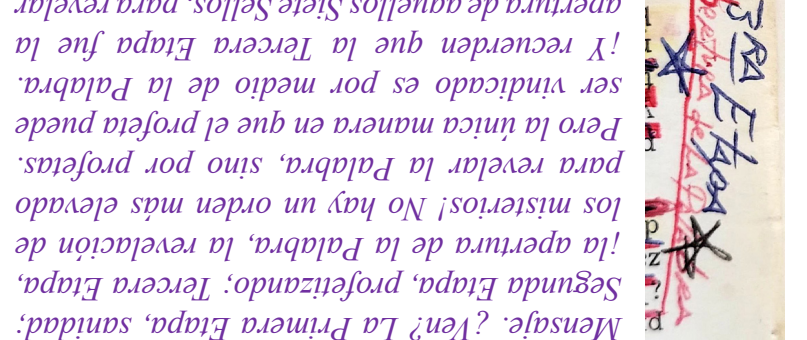 Mensaje. ¿Ven? La Primera Etapa, sanidad;
Segunda Etapa, profetizando; Tercera Etapa,
¡la apertura de la Palabra, la revelación de
los misterios! No hay un orden más elevado
para revelar la Palabra, sino por profetas.
Pero la única manera en que el profeta puede
ser vindicado es por medio de la Palabra.
¡Y recuerden que la Tercera Etapa fue la
apertura de aquellos Siete Sellos, para revelar
3RA Etapa